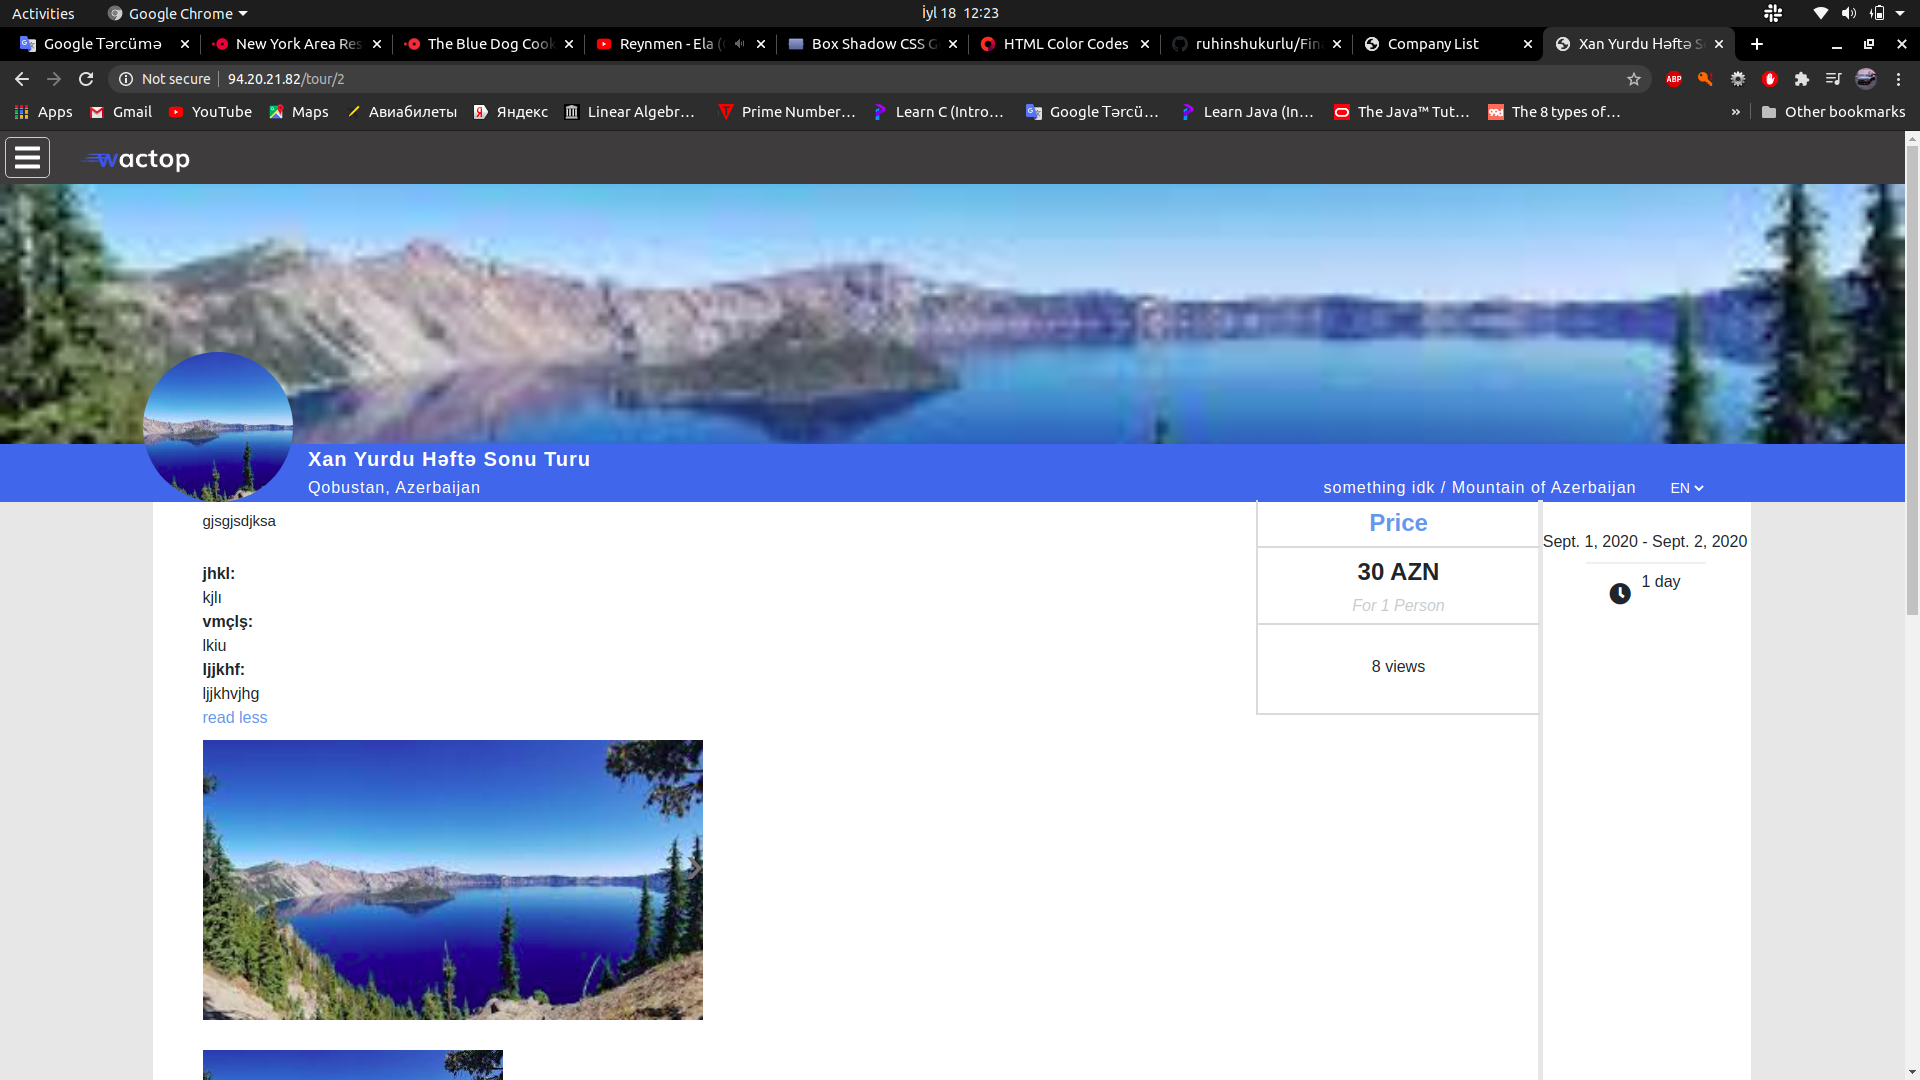 Activities
Google Chrome
İyl 18 12:23
Google Tərcümə
New York Area Res
The Blue Dog Cook
Reynmen - Ela (
Box Shadow CSS G
HTML Color Codes
ruhinshukurlu/Fin
Company List
Xan Yurdu Həftə S
Not secure
94.20.21.82/tour/2
ABP
Apps
Gmail
YouTube
Maps
Авиабилеты
Яндекс
Linear Algebr…
Prime Number…
Learn C (Intro…
Google Tərcü…
Learn Java (In…
The Java™ Tut…
The 8 types of…
»
Other bookmarks
wactop
Xan Yurdu Həftə Sonu Turu
Qobustan, Azerbaijan
something idk / Mountain of Azerbaijan
EN
gjsgjsdjksa
jhkl:
kjlı
vmçlş:
lkiu
ljjkhf:
ljjkhvjhg
read less
Price
30 AZN
For 1 Person
8 views
Sept. 1, 2020 - Sept. 2, 2020
1 day